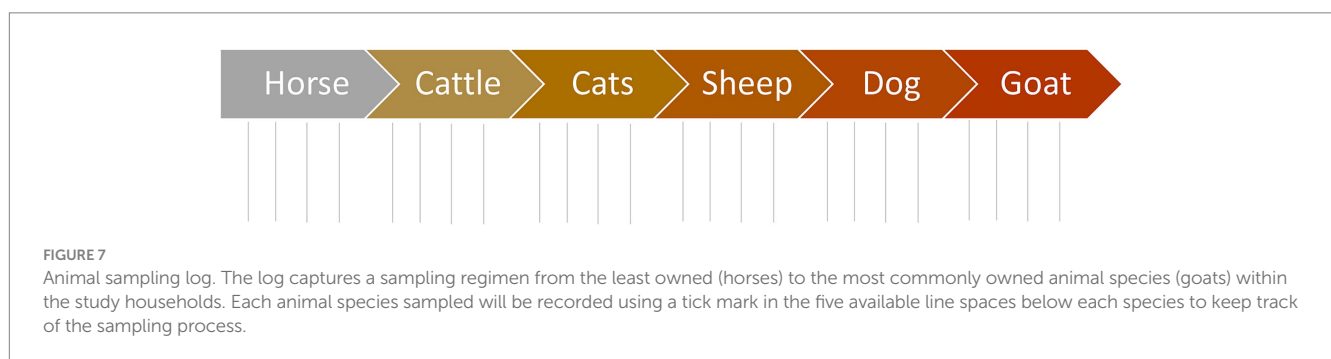 Horse Cattle Cats Sheep Dog Goat
FIGURE 7
Animal sampling log. The log captures a sampling regimen from the least owned (horses) to the most commonly owned animal species (goats) within
the study households. Each animal species sampled will be recorded using a tick mark in the five available line spaces below each species to keep track
of the sampling process.